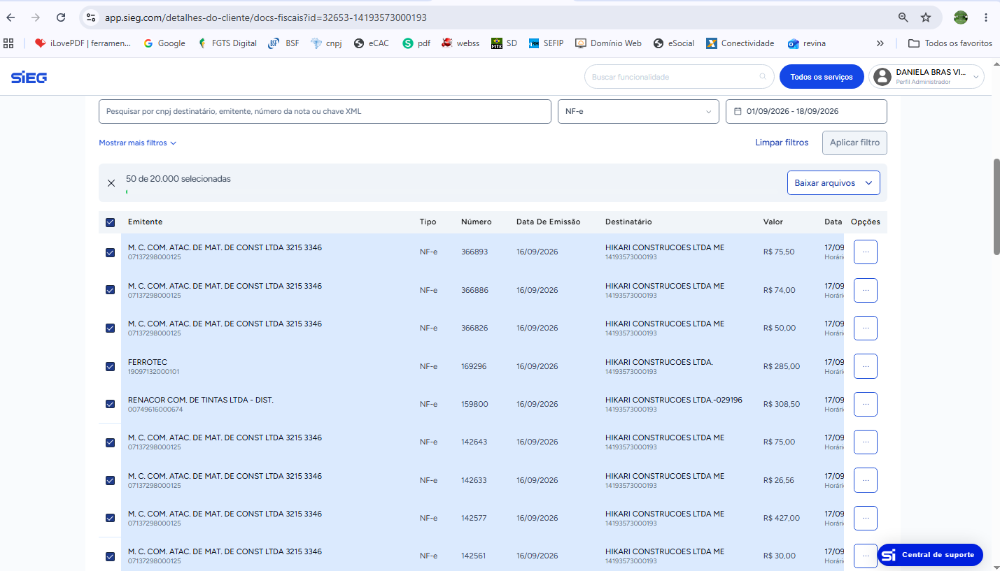 app.sieg.com/detalhes-do-cliente/docs-fiscais?id=32653-14193573000193
iLovePDF | ferramen... Google FGTS Digital BSF cnpj eCAC pdf webss SD SEFIP Domínio Web eSocial Conectividade revina » Todos os favoritos
SIEG Buscar funcionalidade Todos os serviços DANIELA BRAS VI...
Perfil Administrador
Pesquisar por cnpj destinatário, emitente, número da nota ou chave XML NF-e 01/09/2026 - 18/09/2026
Mostrar mais filtros Limpar filtros Aplicar filtro
50 de 20.000 selecionadas Baixar arquivos
Emitente Tipo Número Data De Emissão Destinatário Valor Data Opções
M. C. COM. ATAC. DE MAT. DE CONST LTDA 3215 3346 NF-e 366893 16/09/2026 HIKARI CONSTRUCOES LTDA ME R$ 75,50 17/09 ...
07137298000125 14193573000193 Horári
M. C. COM. ATAC. DE MAT. DE CONST LTDA 3215 3346 NF-e 366886 16/09/2026 HIKARI CONSTRUCOES LTDA ME R$ 74,00 17/09 ...
07137298000125 14193573000193 Horári
M. C. COM. ATAC. DE MAT. DE CONST LTDA 3215 3346 NF-e 366826 16/09/2026 HIKARI CONSTRUCOES LTDA ME R$ 50,00 17/09 ...
07137298000125 14193573000193 Horári
FERROTEC NF-e 169296 16/09/2026 HIKARI CONSTRUCOES LTDA. R$ 285,00 17/09 ...
19097132000101 14193573000193 Horári
RENACOR COM. DE TINTAS LTDA - DIST. NF-e 159800 16/09/2026 HIKARI CONSTRUCOES LTDA.-029196 R$ 308,50 17/09 ...
00749616000674 14193573000193 Horári
M. C. COM. ATAC. DE MAT. DE CONST LTDA 3215 3346 NF-e 142643 16/09/2026 HIKARI CONSTRUCOES LTDA ME R$ 75,00 17/09 ...
07137298000125 14193573000193 Horári
M. C. COM. ATAC. DE MAT. DE CONST LTDA 3215 3346 NF-e 142633 16/09/2026 HIKARI CONSTRUCOES LTDA ME R$ 26,56 17/09 ...
07137298000125 14193573000193 Horári
M. C. COM. ATAC. DE MAT. DE CONST LTDA 3215 3346 NF-e 142577 16/09/2026 HIKARI CONSTRUCOES LTDA ME R$ 427,00 17/09 ...
07137298000125 14193573000193 Horári
M. C. COM. ATAC. DE MAT. DE CONST LTDA 3215 3346 NF-e 142561 16/09/2026 HIKARI CONSTRUCOES LTDA ME R$ 30,00 17/09 ...
07137298000125 14193573000193 Horári
Si Central de suporte